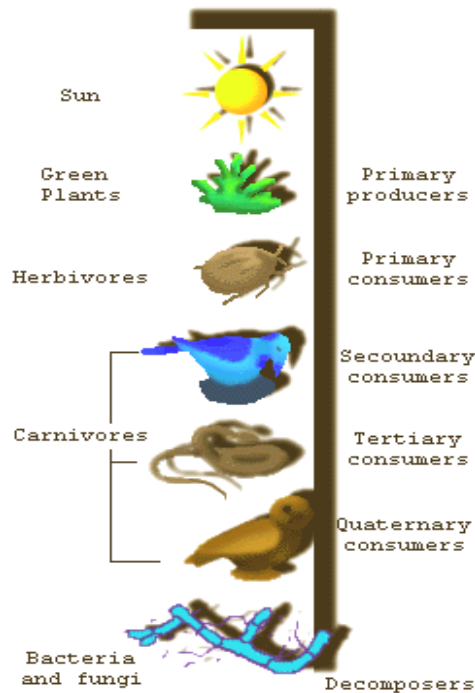 Sun
Green
Plants
Primary
producers
Herbivores
Primary
consumers
Secoundary
consumers
Carnivores
Tertiary
consumers
Quaternary
consumers
Bacteria
and fungi
Decomposers